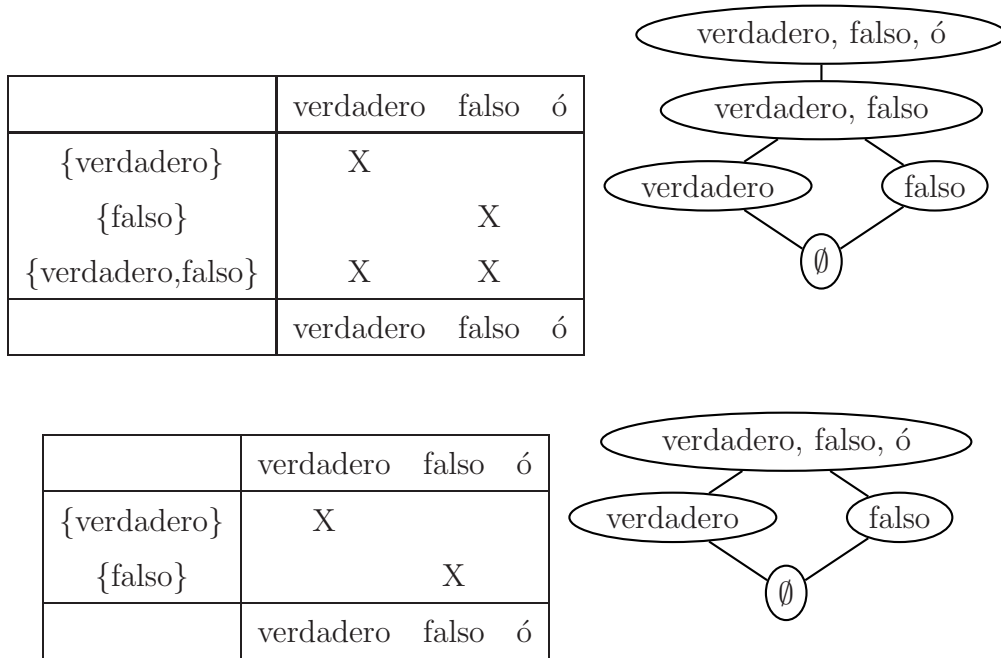 verdadero falso ó
{verdadero} X
{falso} X
{verdadero,falso} X X
verdadero falso ó
verdadero, falso, ó
verdadero, falso
verdadero falso
∅
verdadero falso ó
{verdadero} X
{falso} X
verdadero falso ó
verdadero, falso, ó
verdadero falso
∅